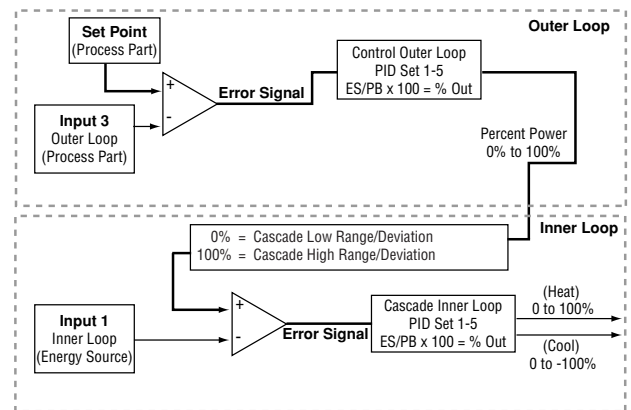 Outer Loop
Set Point
(Process Part)
Control Outer Loop
PID Set 1-5
ES/PB x 100 = % Out
+
-
Error Signal
Input 3
Outer Loop
(Process Part)
Percent Power
0% to 100%
Inner Loop
0% = Cascade Low Range/Deviation
100% = Cascade High Range/Deviation
+
-
Error Signal
Input 1
Inner Loop
(Energy Source)
Cascade Inner Loop
PID Set 1-5
ES/PB x 100 = % Out
(Heat)
0 to 100%
(Cool)
0 to -100%